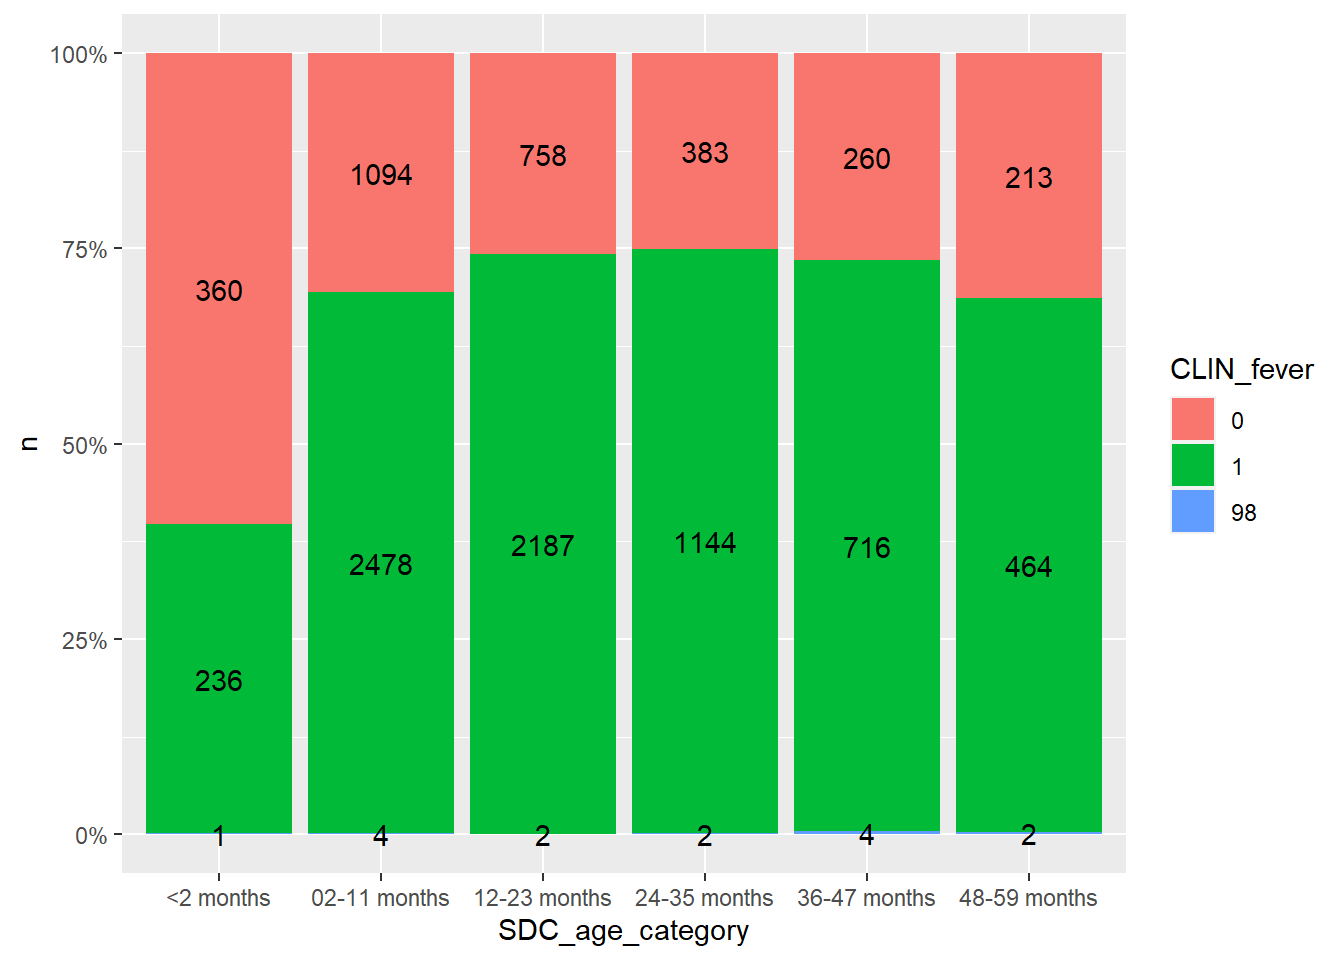 100%
75%
50%
25%
0%
n
360
1094
758
383
260
213
236
2478
2187
1144
716
464
1
4
2
2
4
2
<2 months
02-11 months
12-23 months
24-35 months
36-47 months
48-59 months
SDC_age_category
CLIN_fever
0
1
98